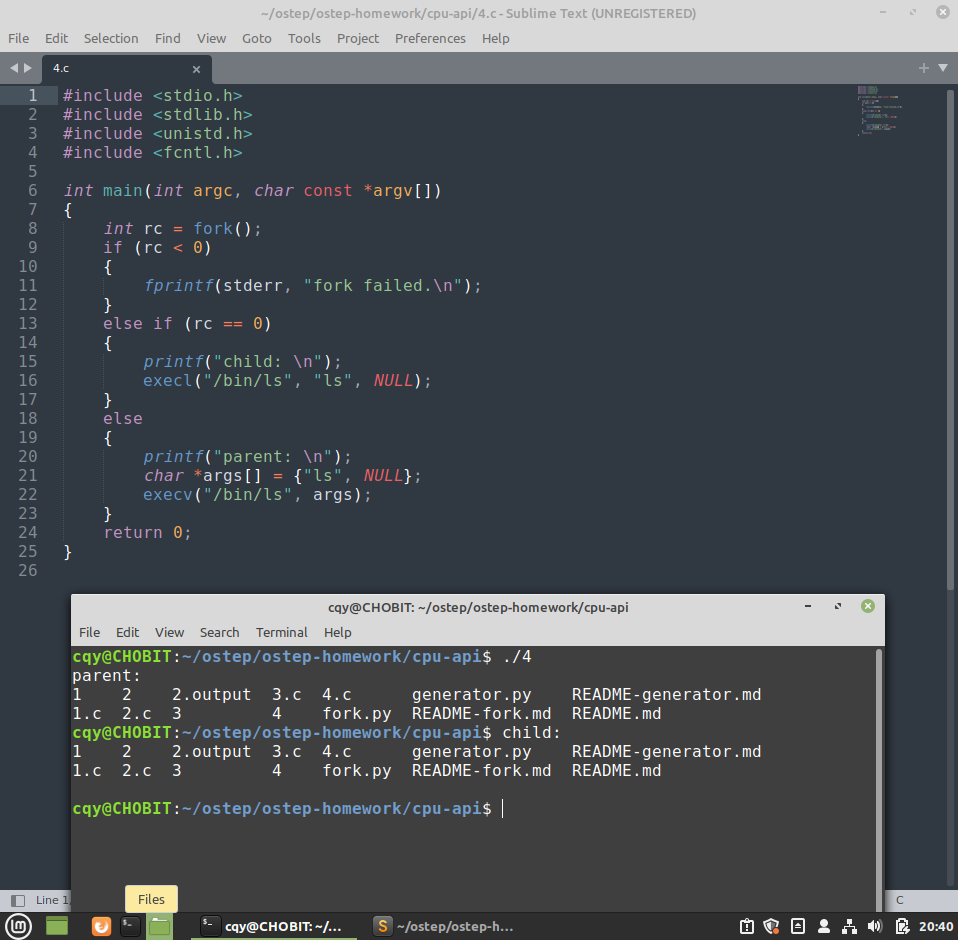 ~/ostep/ostep-homework/cpu-api/4.c - Sublime Text (UNREGISTERED)
File Edit Selection Find View Goto Tools Project Preferences Help
4.c
1 #include <stdio.h>
2 #include <stdlib.h>
3 #include <unistd.h>
4 #include <fcntl.h>
5
6 int main(int argc, char const *argv[])
7 {
8     int rc = fork();
9     if (rc < 0)
10     {
11         fprintf(stderr, "fork failed.\n");
12     }
13     else if (rc == 0)
14     {
15         printf("child: \n");
16         execl("/bin/ls", "ls", NULL);
17     }
18     else
19     {
20         printf("parent: \n");
21         char *args[] = {"ls", NULL};
22         execv("/bin/ls", args);
23     }
24     return 0;
25 }
26
cqy@CHOBIT: ~/ostep/ostep-homework/cpu-api
File Edit View Search Terminal Help
cqy@CHOBIT:~/ostep/ostep-homework/cpu-api$ ./4
parent:
1    2    2.output  3.c  4.c      generator.py    README-generator.md
1.c  2.c  3         4    fork.py  README-fork.md  README.md
cqy@CHOBIT:~/ostep/ostep-homework/cpu-api$ child:
1    2    2.output  3.c  4.c      generator.py    README-generator.md
1.c  2.c  3         4    fork.py  README-fork.md  README.md
cqy@CHOBIT:~/ostep/ostep-homework/cpu-api$
Line 1, C
Files
cqy@CHOBIT: ~/... ~/ostep/ostep-h... 20:40